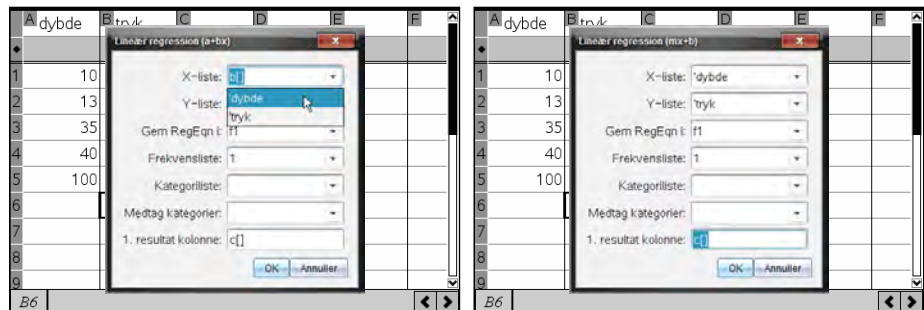 A dybde B tryk C D E F
Lineær regression (a+bx)
1 10 X-liste: b[]
'dybde
2 13 Y-liste:
'tryk
3 35 Gem RegEqn i: f1
4 40 Frekvensliste: 1
5 100 Kategoriliste:
6 Medtag kategorier:
7 1. resultat kolonne: c[]
8 OK Annuller
9
B6
A dybde B tryk C D E F
Lineær regression (mx+b)
1 10 X-liste: 'dybde
2 13 Y-liste: 'tryk
3 35 Gem RegEqn i: f1
4 40 Frekvensliste: 1
5 100 Kategoriliste:
6 Medtag kategorier:
7 1. resultat kolonne: c[]
8 OK Annuller
9
B6